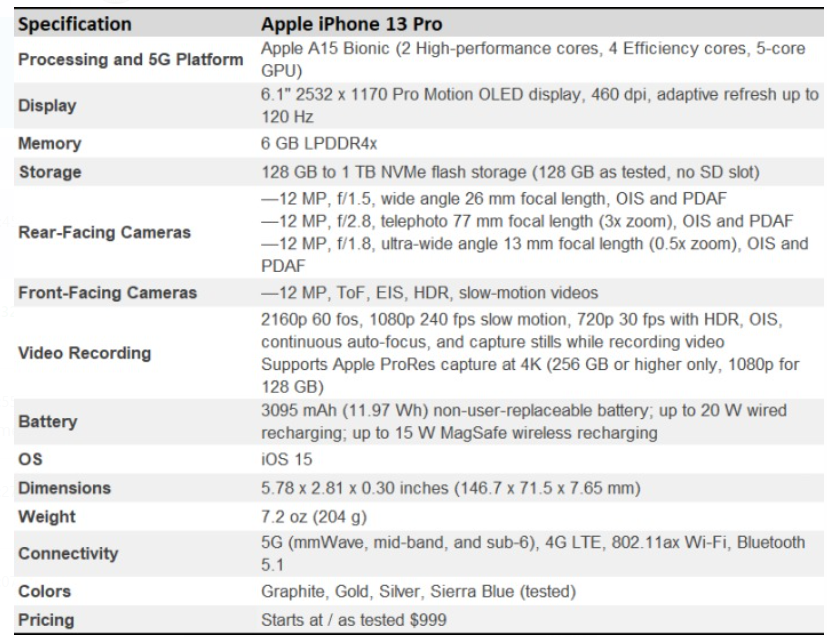 Specification Apple iPhone 13 Pro
Processing and 5G Platform Apple A15 Bionic (2 High-performance cores, 4 Efficiency cores, 5-core
GPU)
Display 6.1" 2532 x 1170 Pro Motion OLED display, 460 dpi, adaptive refresh up to
120 Hz
Memory 6 GB LPDDR4x
Storage 128 GB to 1 TB NVMe flash storage (128 GB as tested, no SD slot)
Rear-Facing Cameras —12 MP, f/1.5, wide angle 26 mm focal length, OIS and PDAF
—12 MP, f/2.8, telephoto 77 mm focal length (3x zoom), OIS and PDAF
—12 MP, f/1.8, ultra-wide angle 13 mm focal length (0.5x zoom), OIS and
PDAF
Front-Facing Cameras —12 MP, ToF, EIS, HDR, slow-motion videos
Video Recording 2160p 60 fos, 1080p 240 fps slow motion, 720p 30 fps with HDR, OIS,
continuous auto-focus, and capture stills while recording video
Supports Apple ProRes capture at 4K (256 GB or higher only, 1080p for
128 GB)
Battery 3095 mAh (11.97 Wh) non-user-replaceable battery; up to 20 W wired
recharging; up to 15 W MagSafe wireless recharging
OS iOS 15
Dimensions 5.78 x 2.81 x 0.30 inches (146.7 x 71.5 x 7.65 mm)
Weight 7.2 oz (204 g)
Connectivity 5G (mmWave, mid-band, and sub-6), 4G LTE, 802.11ax Wi-Fi, Bluetooth
5.1
Colors Graphite, Gold, Silver, Sierra Blue (tested)
Pricing Starts at / as tested $999